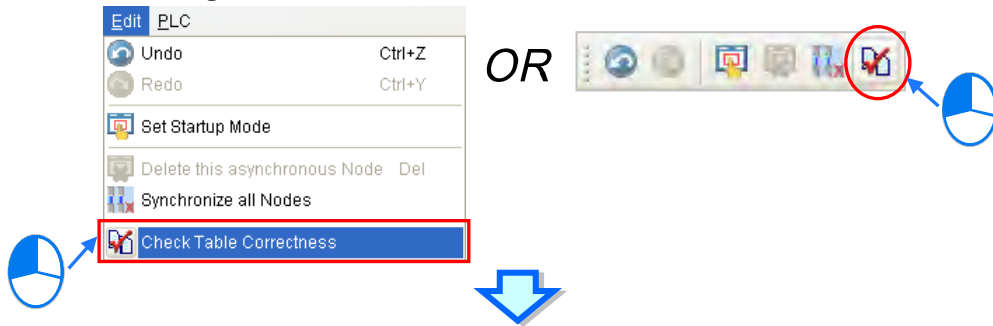 Edit PLC
Undo Ctrl+Z
Redo Ctrl+Y
Set Startup Mode
Delete this asynchronous Node Del
Synchronize all Nodes
Check Table Correctness
OR